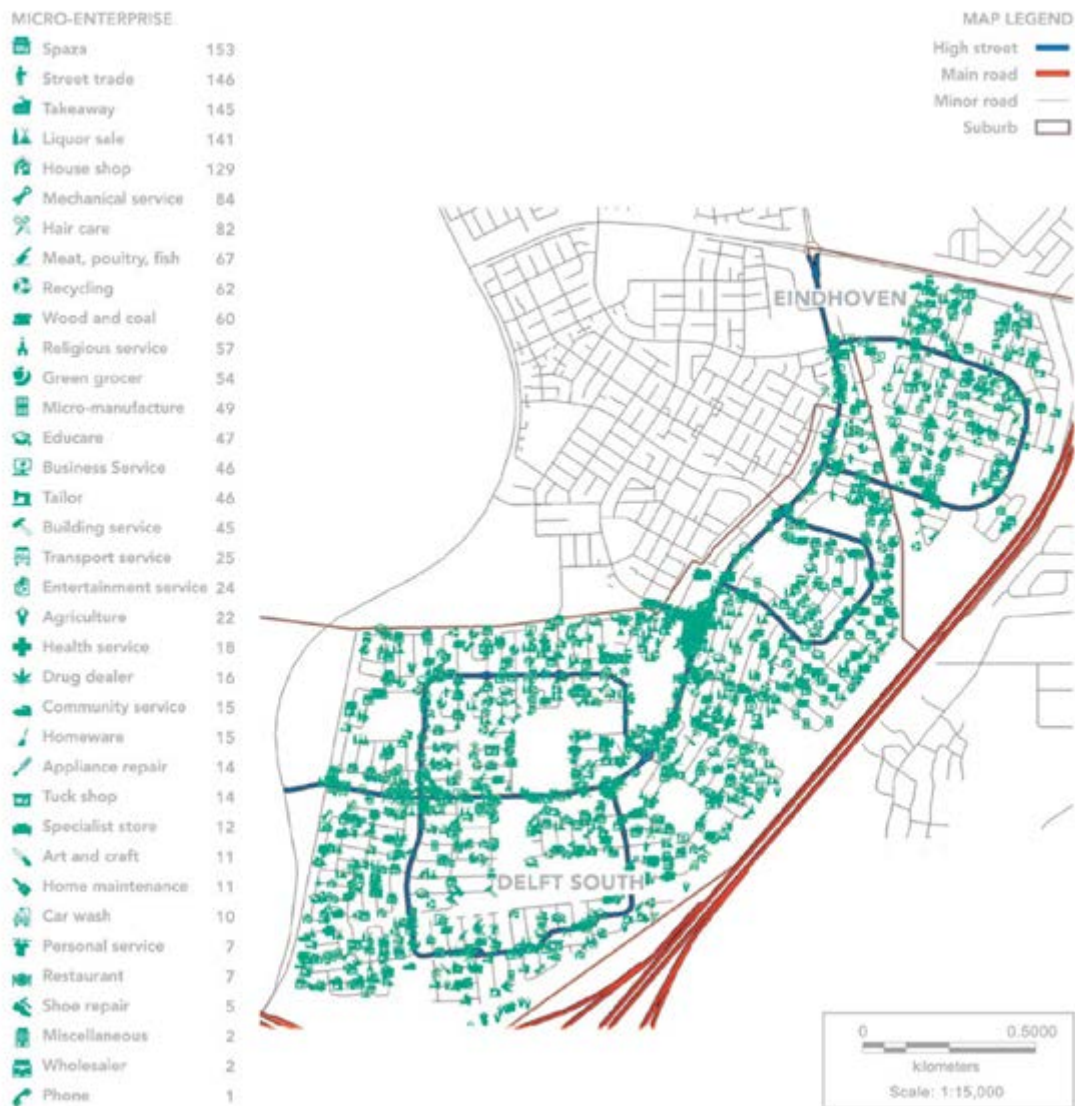 MICRO-ENTERPRISE
Spaza 153
Street trade 146
Takeaway 145
Liquor sale 141
House shop 129
Mechanical service 84
Hair care 82
Meat, poultry, fish 67
Recycling 62
Wood and coal 60
Religious service 57
Green grocer 54
Micro-manufacture 49
Educare 47
Business Service 46
Tailor 46
Building service 45
Transport service 25
Entertainment service 24
Agriculture 22
Health service 18
Drug dealer 16
Community service 15
Homeware 15
Appliance repair 14
Tuck shop 14
Specialist store 12
Art and craft 11
Home maintenance 11
Car wash 10
Personal service 7
Restaurant 7
Shoe repair 5
Miscellaneous 2
Wholesaler 2
Phone 1
MAP LEGEND
High street
Main road
Minor road
Suburb
EINDHOVEN
DELFT SOUTH
0 0.5000
kilometers
Scale: 1:15,000